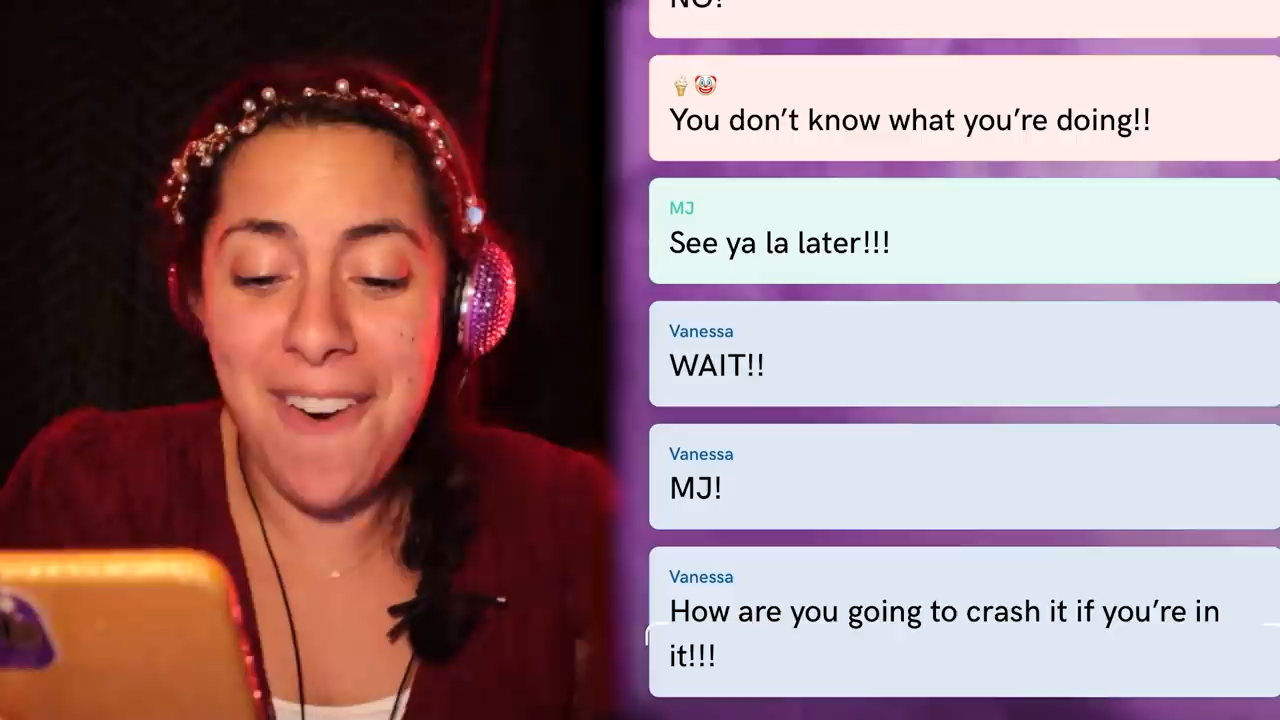 NO!
🍦🤡
You don’t know what you’re doing!!
MJ
See ya la later!!!
Vanessa
WAIT!!
Vanessa
MJ!
Vanessa
How are you going to crash it if you’re in
it!!!